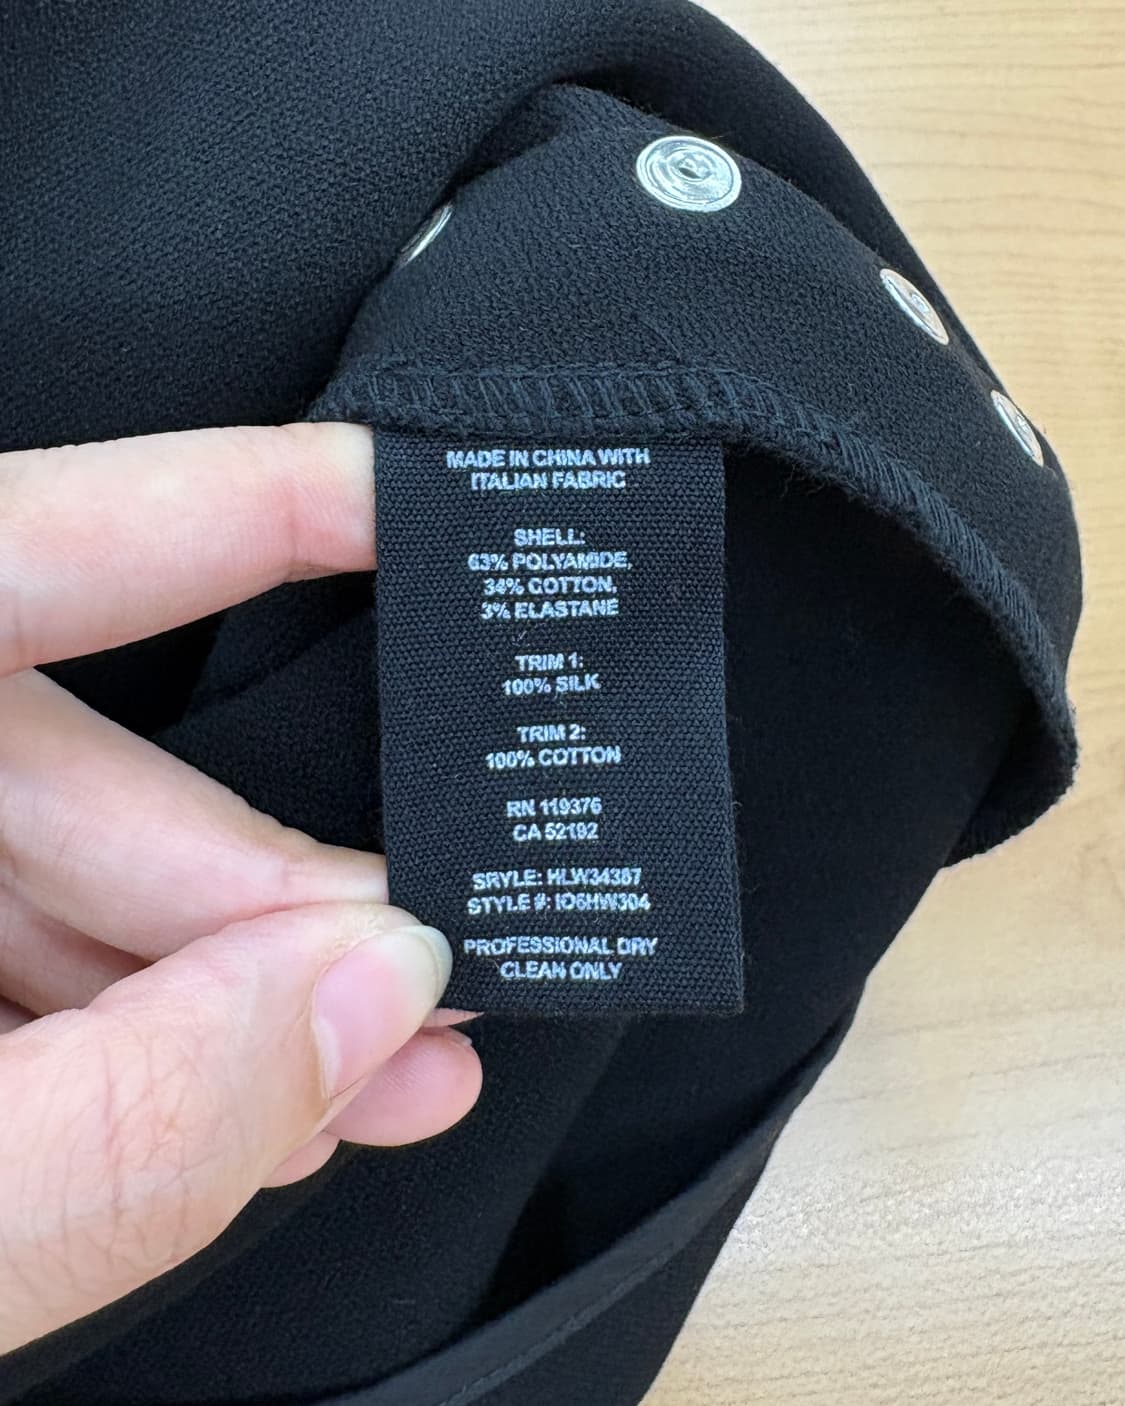 MADE IN CHINA WITH
ITALIAN FABRIC
SHELL:
63% POLYAMIDE,
34% COTTON,
3% ELASTANE
TRIM 1:
100% SILK
TRIM 2:
100% COTTON
RN 119376
CA 52192
SRYLE: HLW34387
STYLE #: IO6HW304
PROFESSIONAL DRY
CLEAN ONLY